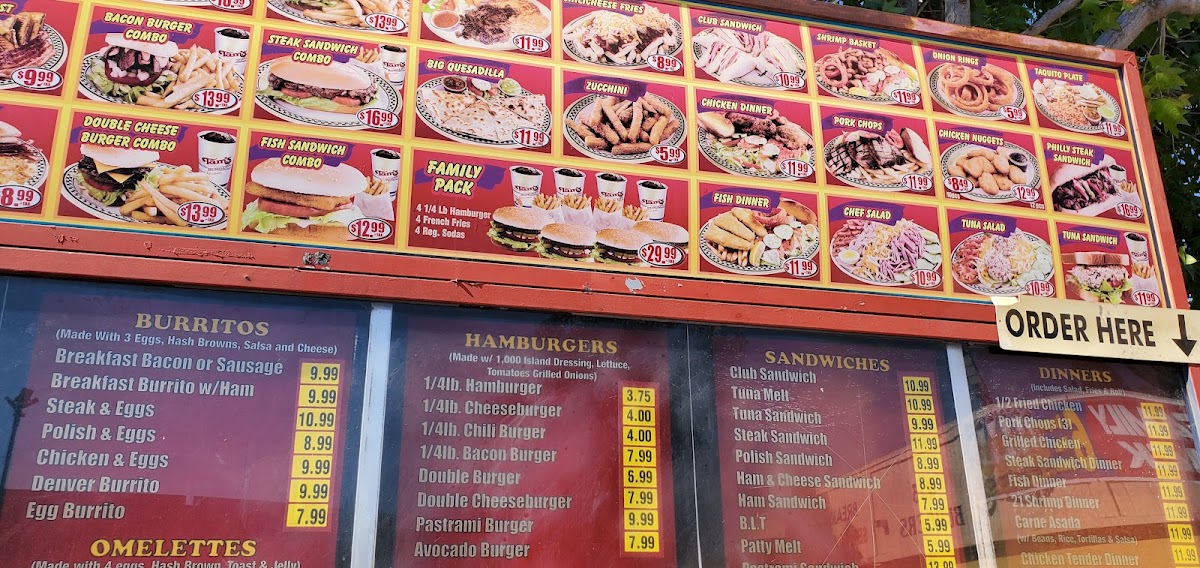 $9.99
BACON BURGER
COMBO
$13.99
STEAK SANDWICH
COMBO
$16.99
$13.99
$11.99
BIG QUESADILLA
$11.99
$8.99
ZUCCHINI
$5.99
CLUB SANDWICH
$10.99
CHICKEN DINNER
$11.99
SHRIMP BASKET
$11.99
PORK CHOPS
$11.99
ONION RINGS
$5.99
CHICKEN NUGGETS
$8.49
$12.99
TAQUITO PLATE
$11.99
PHILLY STEAK
SANDWICH
$16.99
$8.99
DOUBLE CHEESE
BURGER COMBO
$13.99
FISH SANDWICH
COMBO
$12.99
FAMILY
PACK
4 1/4 Lb Hamburger
4 French Fries
4 Reg. Sodas
$29.99
FISH DINNER
$11.99
CHEF SALAD
$10.99
TUNA SALAD
$10.99
TUNA SANDWICH
$11.99
ORDER HERE
BURRITOS
(Made With 3 Eggs, Hash Browns, Salsa and Cheese)
Breakfast Bacon or Sausage 9.99
Breakfast Burrito w/Ham 9.99
Steak & Eggs 10.99
Polish & Eggs 8.99
Chicken & Eggs 9.99
Denver Burrito 9.99
Egg Burrito 7.99
OMELETTES
(Made with 4 eggs, Hash Brown, Toast & Jelly)
HAMBURGERS
(Made w/ 1,000 Island Dressing, Lettuce,
Tomatoes Grilled Onions)
1/4lb. Hamburger 3.75
1/4lb. Cheeseburger 4.00
1/4lb. Chili Burger 4.00
1/4lb. Bacon Burger 7.99
Double Burger 6.99
Double Cheeseburger 7.99
Pastrami Burger 9.99
Avocado Burger 7.99
SANDWICHES
Club Sandwich 10.99
Tuna Melt 10.99
Tuna Sandwich 9.99
Steak Sandwich 11.99
Polish Sandwich 8.99
Ham & Cheese Sandwich 8.99
Ham Sandwich 7.99
B.L.T 5.99
Patty Melt 5.99
Pastrami Sandwich
DINNERS
(Includes Salad, Fries & Roll)
1/2 Fried Chicken 11.99
Pork Chops (3) 11.99
Grilled Chicken 11.99
Steak Sandwich Dinner 11.99
Fish Dinner 11.99
21 Shrimp Dinner 11.99
Carne Asada 11.99
(w/ Beans, Rice, Tortillas & Salsa)
Chicken Tender Dinner 11.99